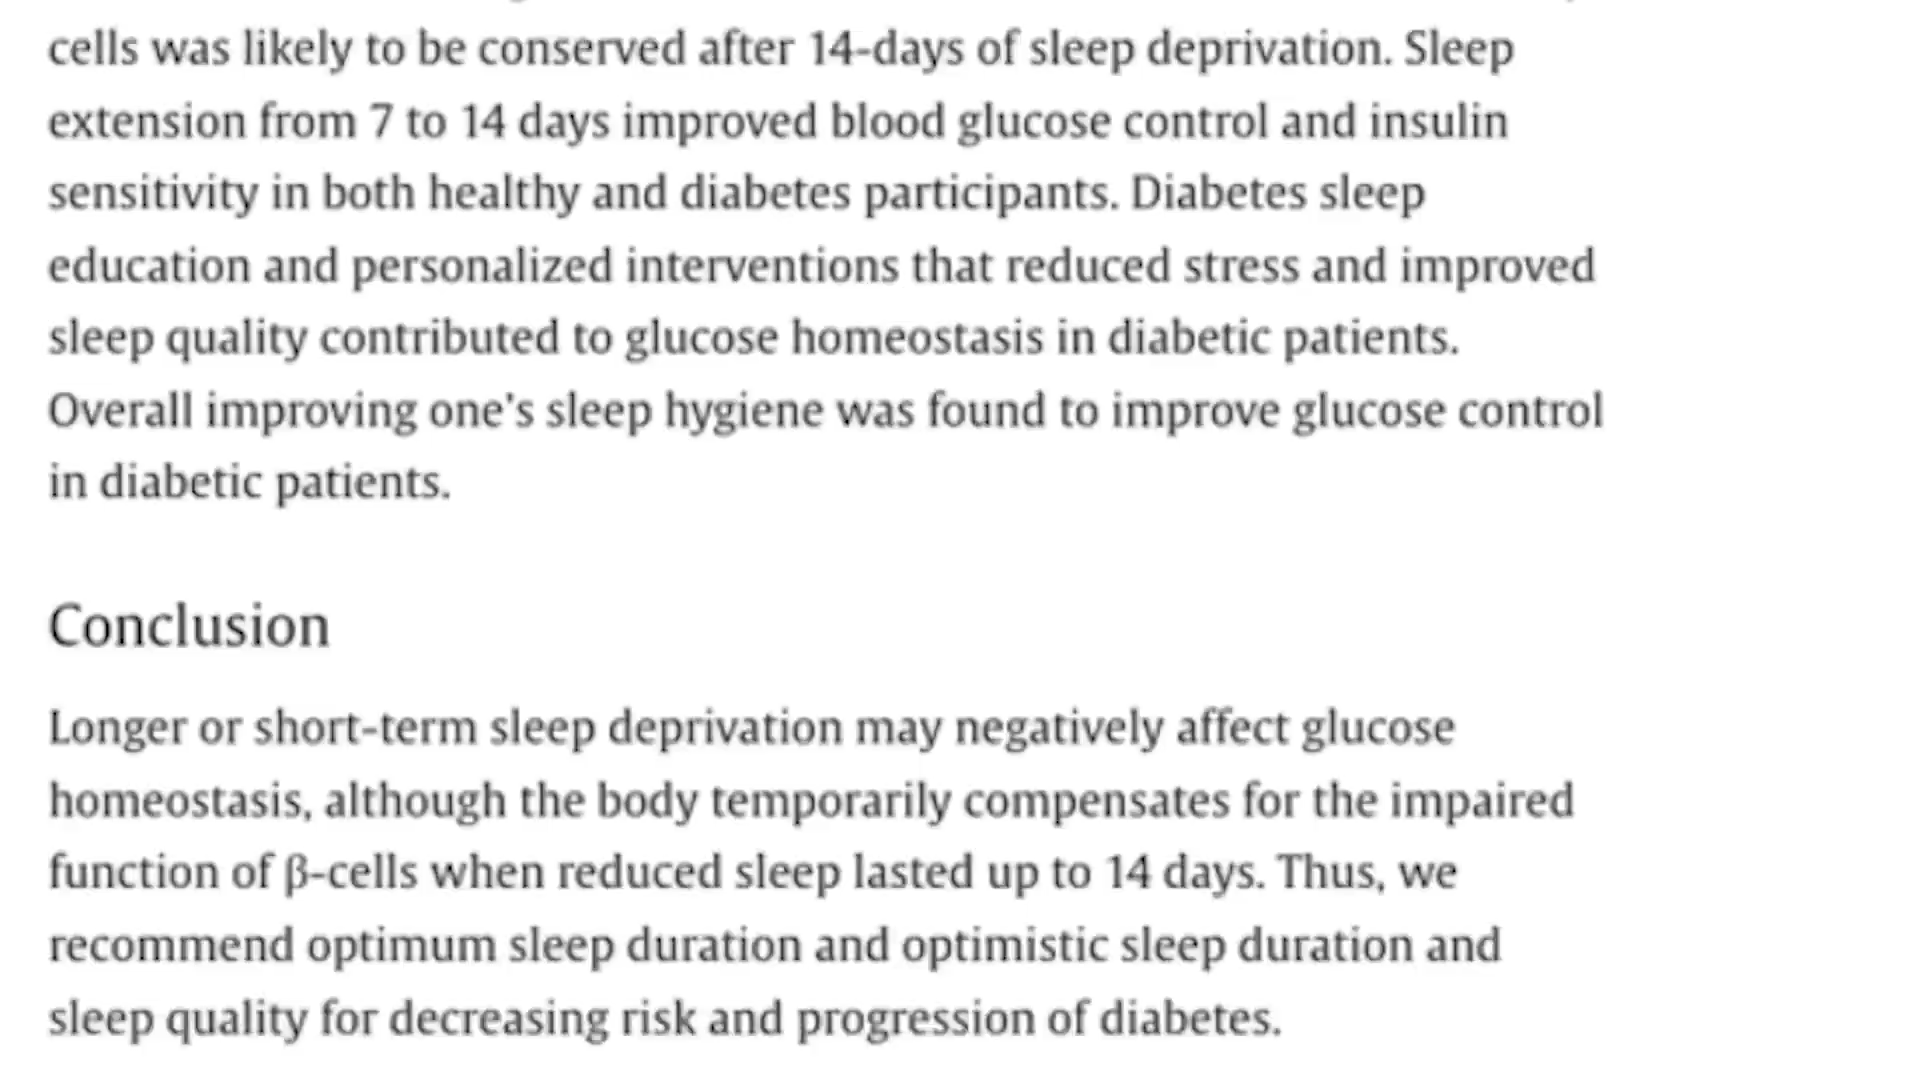 cells was likely to be conserved after 14-days of sleep deprivation. Sleep
extension from 7 to 14 days improved blood glucose control and insulin
sensitivity in both healthy and diabetes participants. Diabetes sleep
education and personalized interventions that reduced stress and improved
sleep quality contributed to glucose homeostasis in diabetic patients.
Overall improving one's sleep hygiene was found to improve glucose control
in diabetic patients.
Conclusion
Longer or short-term sleep deprivation may negatively affect glucose
homeostasis, although the body temporarily compensates for the impaired
function of β-cells when reduced sleep lasted up to 14 days. Thus, we
recommend optimum sleep duration and optimistic sleep duration and
sleep quality for decreasing risk and progression of diabetes.